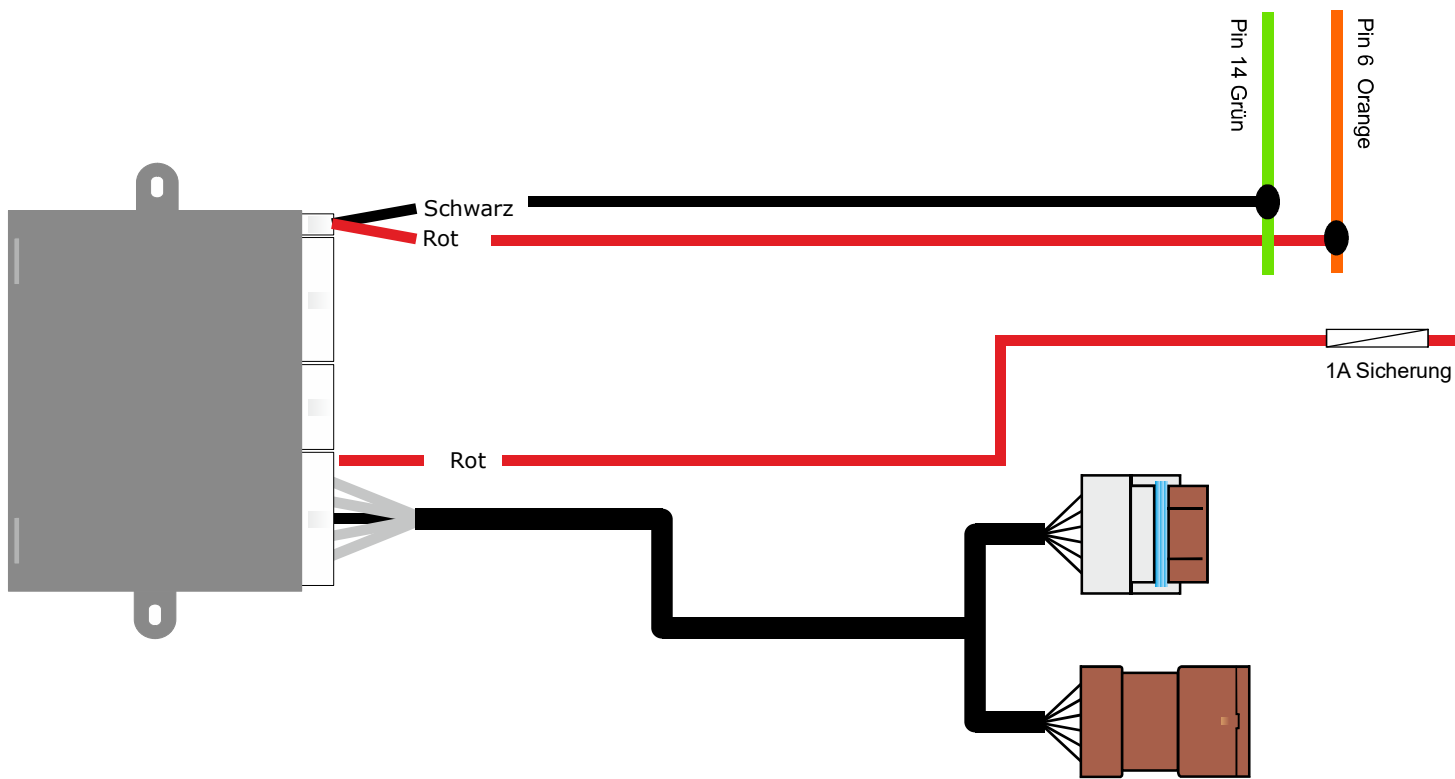 Pin 14 Grün
Pin 6 Orange
Schwarz
Rot
1A Sicherung
Rot